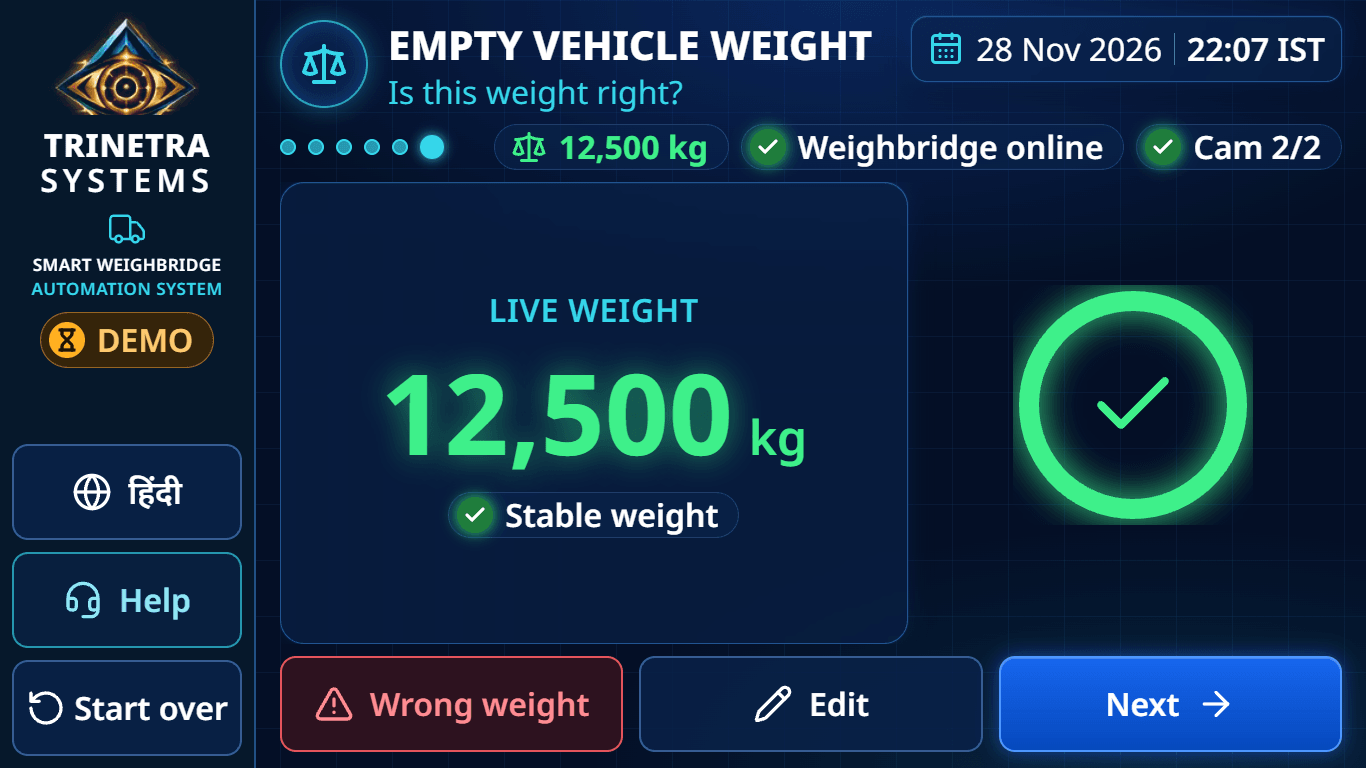 TRINETRA
SYSTEMS
SMART WEIGHBRIDGE
AUTOMATION SYSTEM
DEMO
हिंदी
Help
Start over
EMPTY VEHICLE WEIGHT
Is this weight right?
28 Nov 2026 22:07 IST
12,500 kg
Weighbridge online
Cam 2/2
LIVE WEIGHT
12,500 kg
Stable weight
Wrong weight
Edit
Next